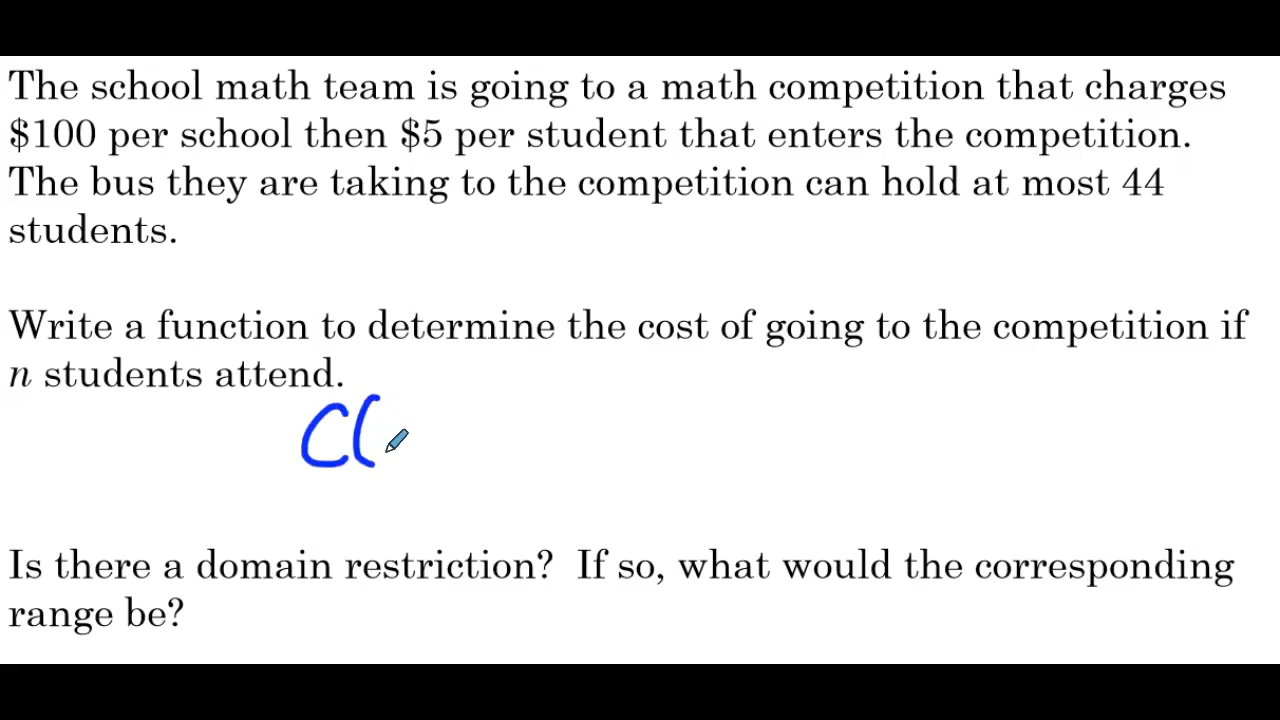 The school math team is going to a math competition that charges
$100 per school then $5 per student that enters the competition.
The bus they are taking to the competition can hold at most 44
students.
Write a function to determine the cost of going to the competition if
n students attend.
C(
Is there a domain restriction? If so, what would the corresponding
range be?